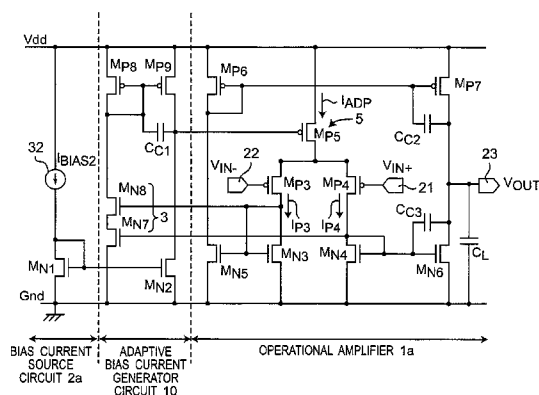 Vdd
MP8
MP9
MP6
MP7
IADP
5
MP5
CC1
CC2
32
iBIAS2
VIN-
22
VIN+
21
23
VOUT
MP3
MP4
MN8
MN7
3
IP3
IP4
CC3
CL
MN1
MN2
MN5
MN3
MN4
MN6
Gnd
BIAS CURRENT
SOURCE
CIRCUIT 2a
ADAPTIVE
BIAS CURRENT
GENERATOR
CIRCUIT 10
OPERATIONAL AMPLIFIER 1a